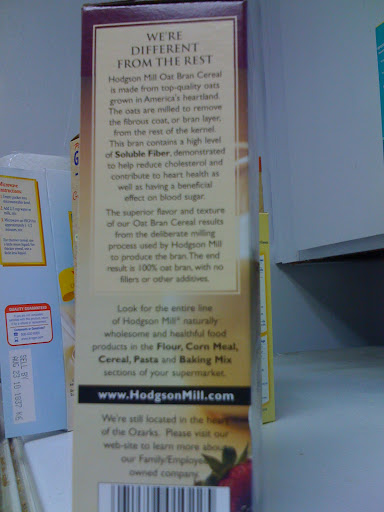 WE'RE
DIFFERENT
FROM THE REST
Hodgson Mill Oat Bran Cereal
is made from top-quality oats
grown in America's heartland.
The oats are milled to remove
the fibrous coat, or bran layer,
from the rest of the kernel.
This bran contains a high level
of Soluble Fiber, demonstrated
to help reduce cholesterol and
contribute to heart health as
well as having a beneficial
effect on blood sugar.
The superior flavor and texture
of our Oat Bran Cereal results
from the deliberate milling
process used by Hodgson Mill
to produce the bran. The end
result is 100% oat bran, with no
fillers or other additives.
Look for the entire line
of Hodgson Mill® naturally
wholesome and healthful food
products in the Flour, Corn Meal,
Cereal, Pasta and Baking Mix
sections of your supermarket.
www.HodgsonMill.com
We're still located in the heart
of the Ozarks. Please visit our
web-site to learn more about
our Family/Employee
owned company.
Microwave
QUALITY GUARANTEED
SELL BY
AUG 23 10